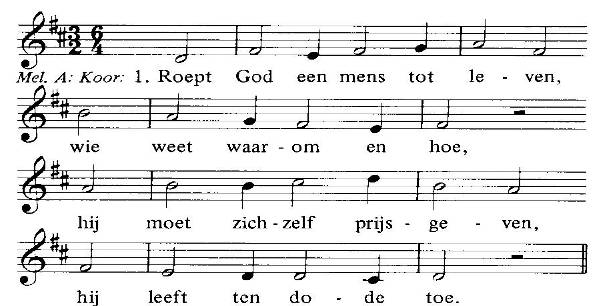 3 6
2 4
Mel. A: Koor: 1. Roept God een mens tot le - ven,
wie weet waar - om en hoe,
hij moet zich - zelf prijs - ge - ven,
hij leeft ten do - de toe.